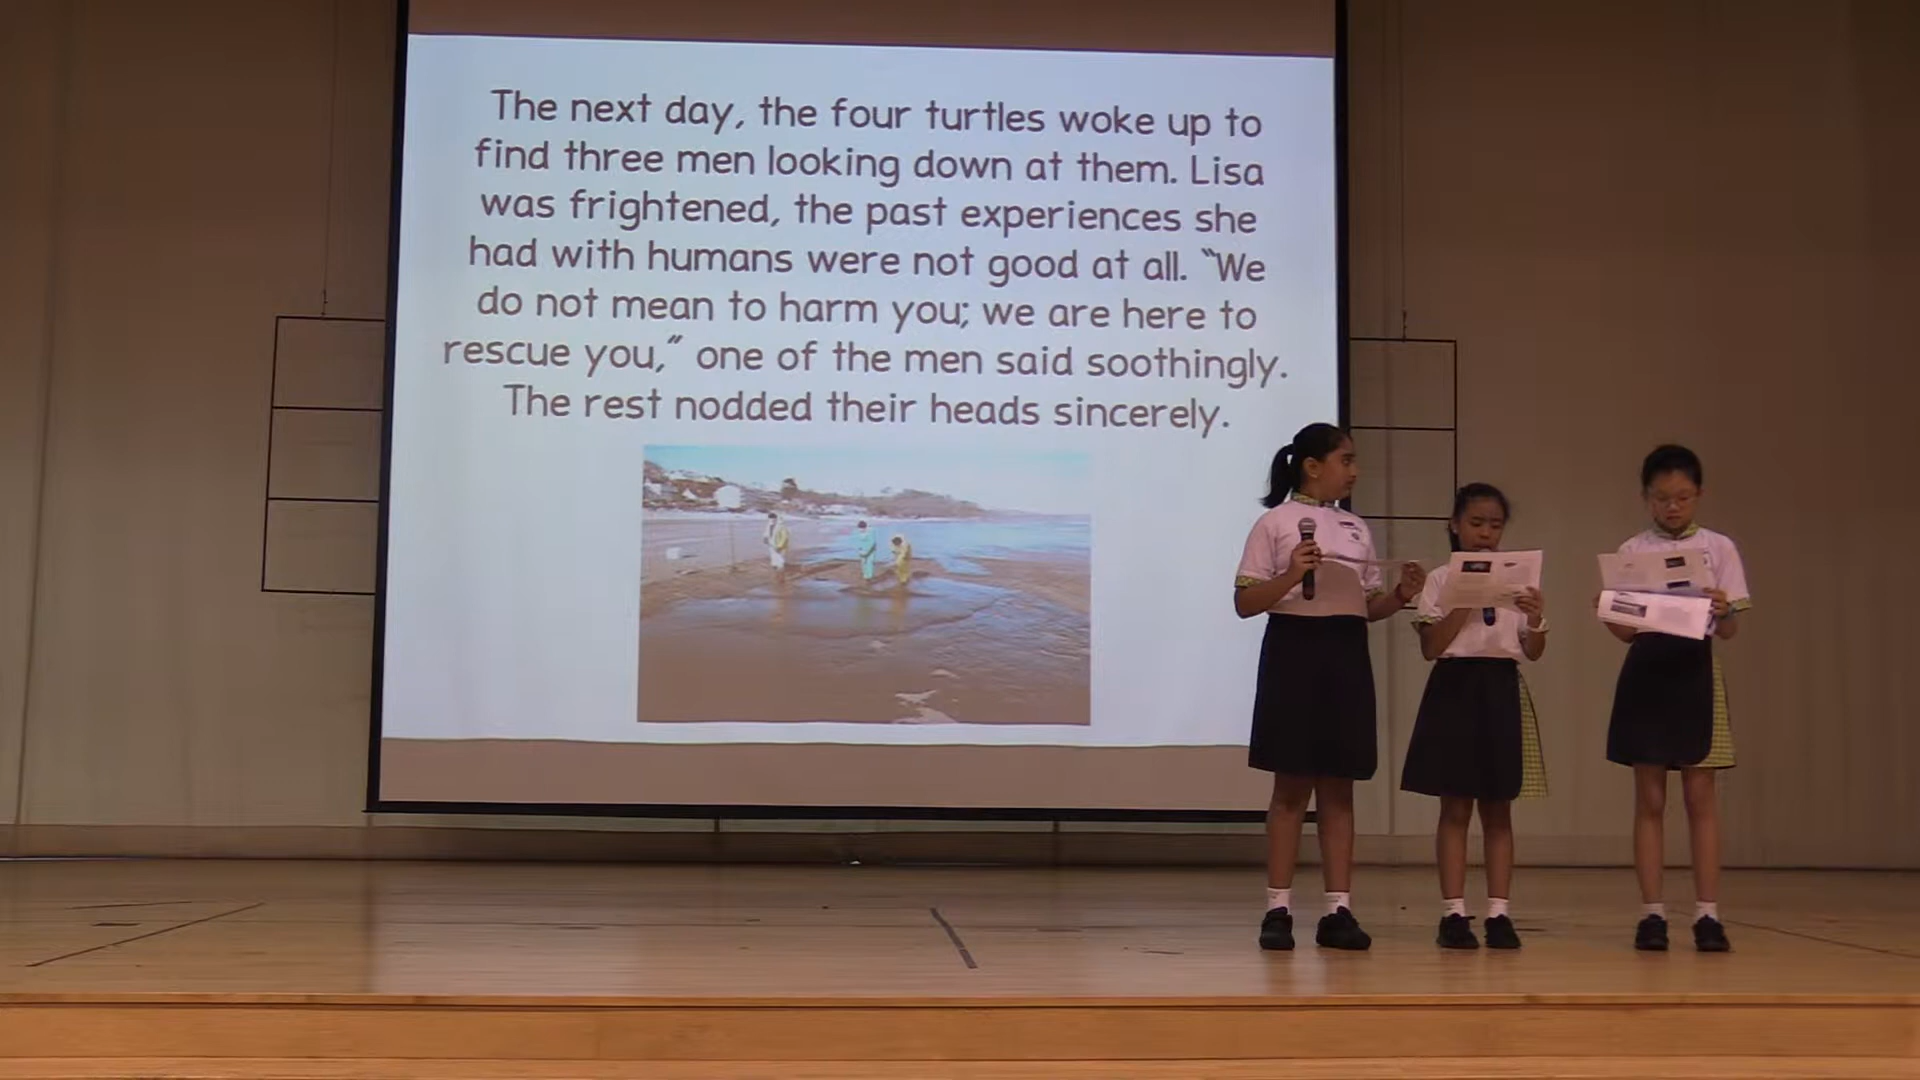 The next day, the four turtles woke up to
find three men looking down at them. Lisa
was frightened, the past experiences she
had with humans were not good at all. “We
do not mean to harm you; we are here to
rescue you,” one of the men said soothingly.
The rest nodded their heads sincerely.